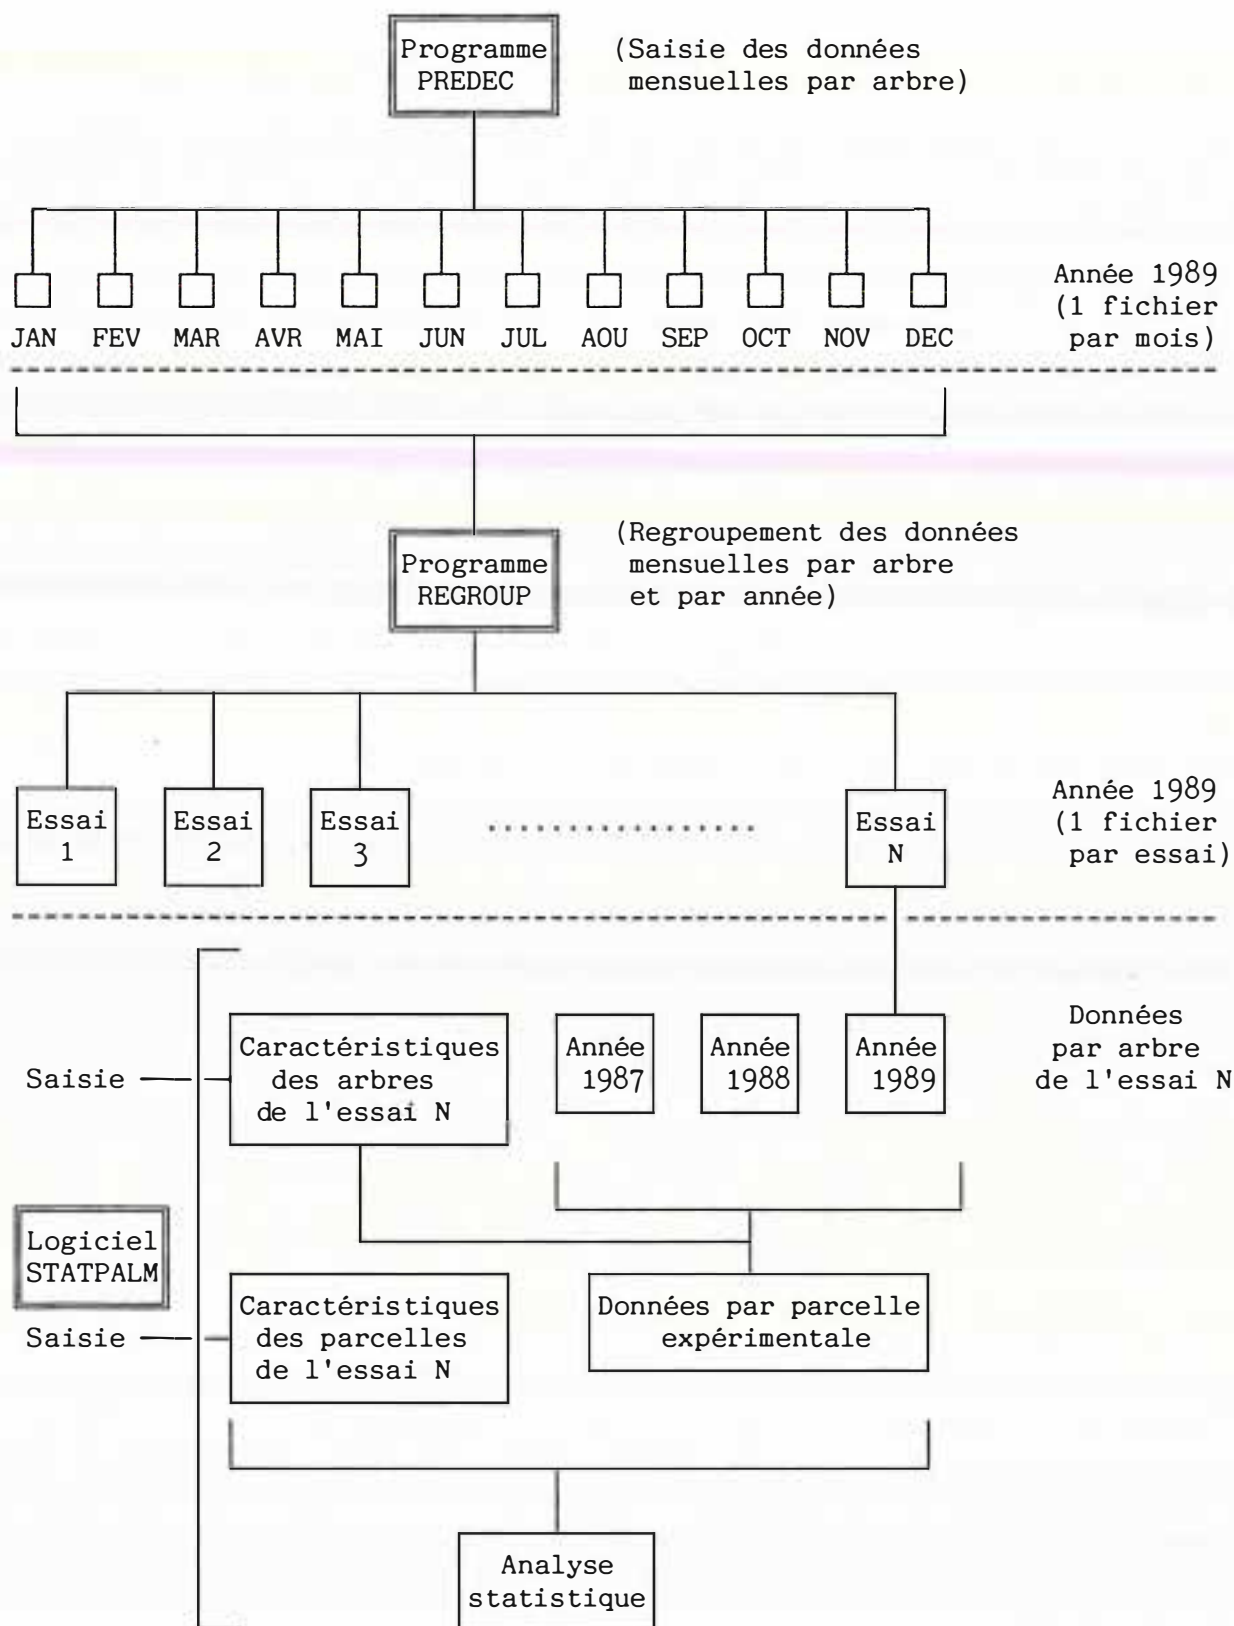 Programme
PREDEC
(Saisie des données
mensuelles par arbre)
JAN FEV MAR AVR MAI JUN JUL AOU SEP OCT NOV DEC
Année 1989
(1 fichier
par mois)
Programme
REGROUP
(Regroupement des données
mensuelles par arbre
et par année)
Essai
1
Essai
2
Essai
3
.................
Essai
N
Année 1989
(1 fichier
par essai)
Saisie
Caractéristiques
des arbres
de l'essai N
Année
1987
Année
1988
Année
1989
Données
par arbre
de l'essai N
Logiciel
STATPALM
Saisie
Caractéristiques
des parcelles
de l'essai N
Données par parcelle
expérimentale
Analyse
statistique